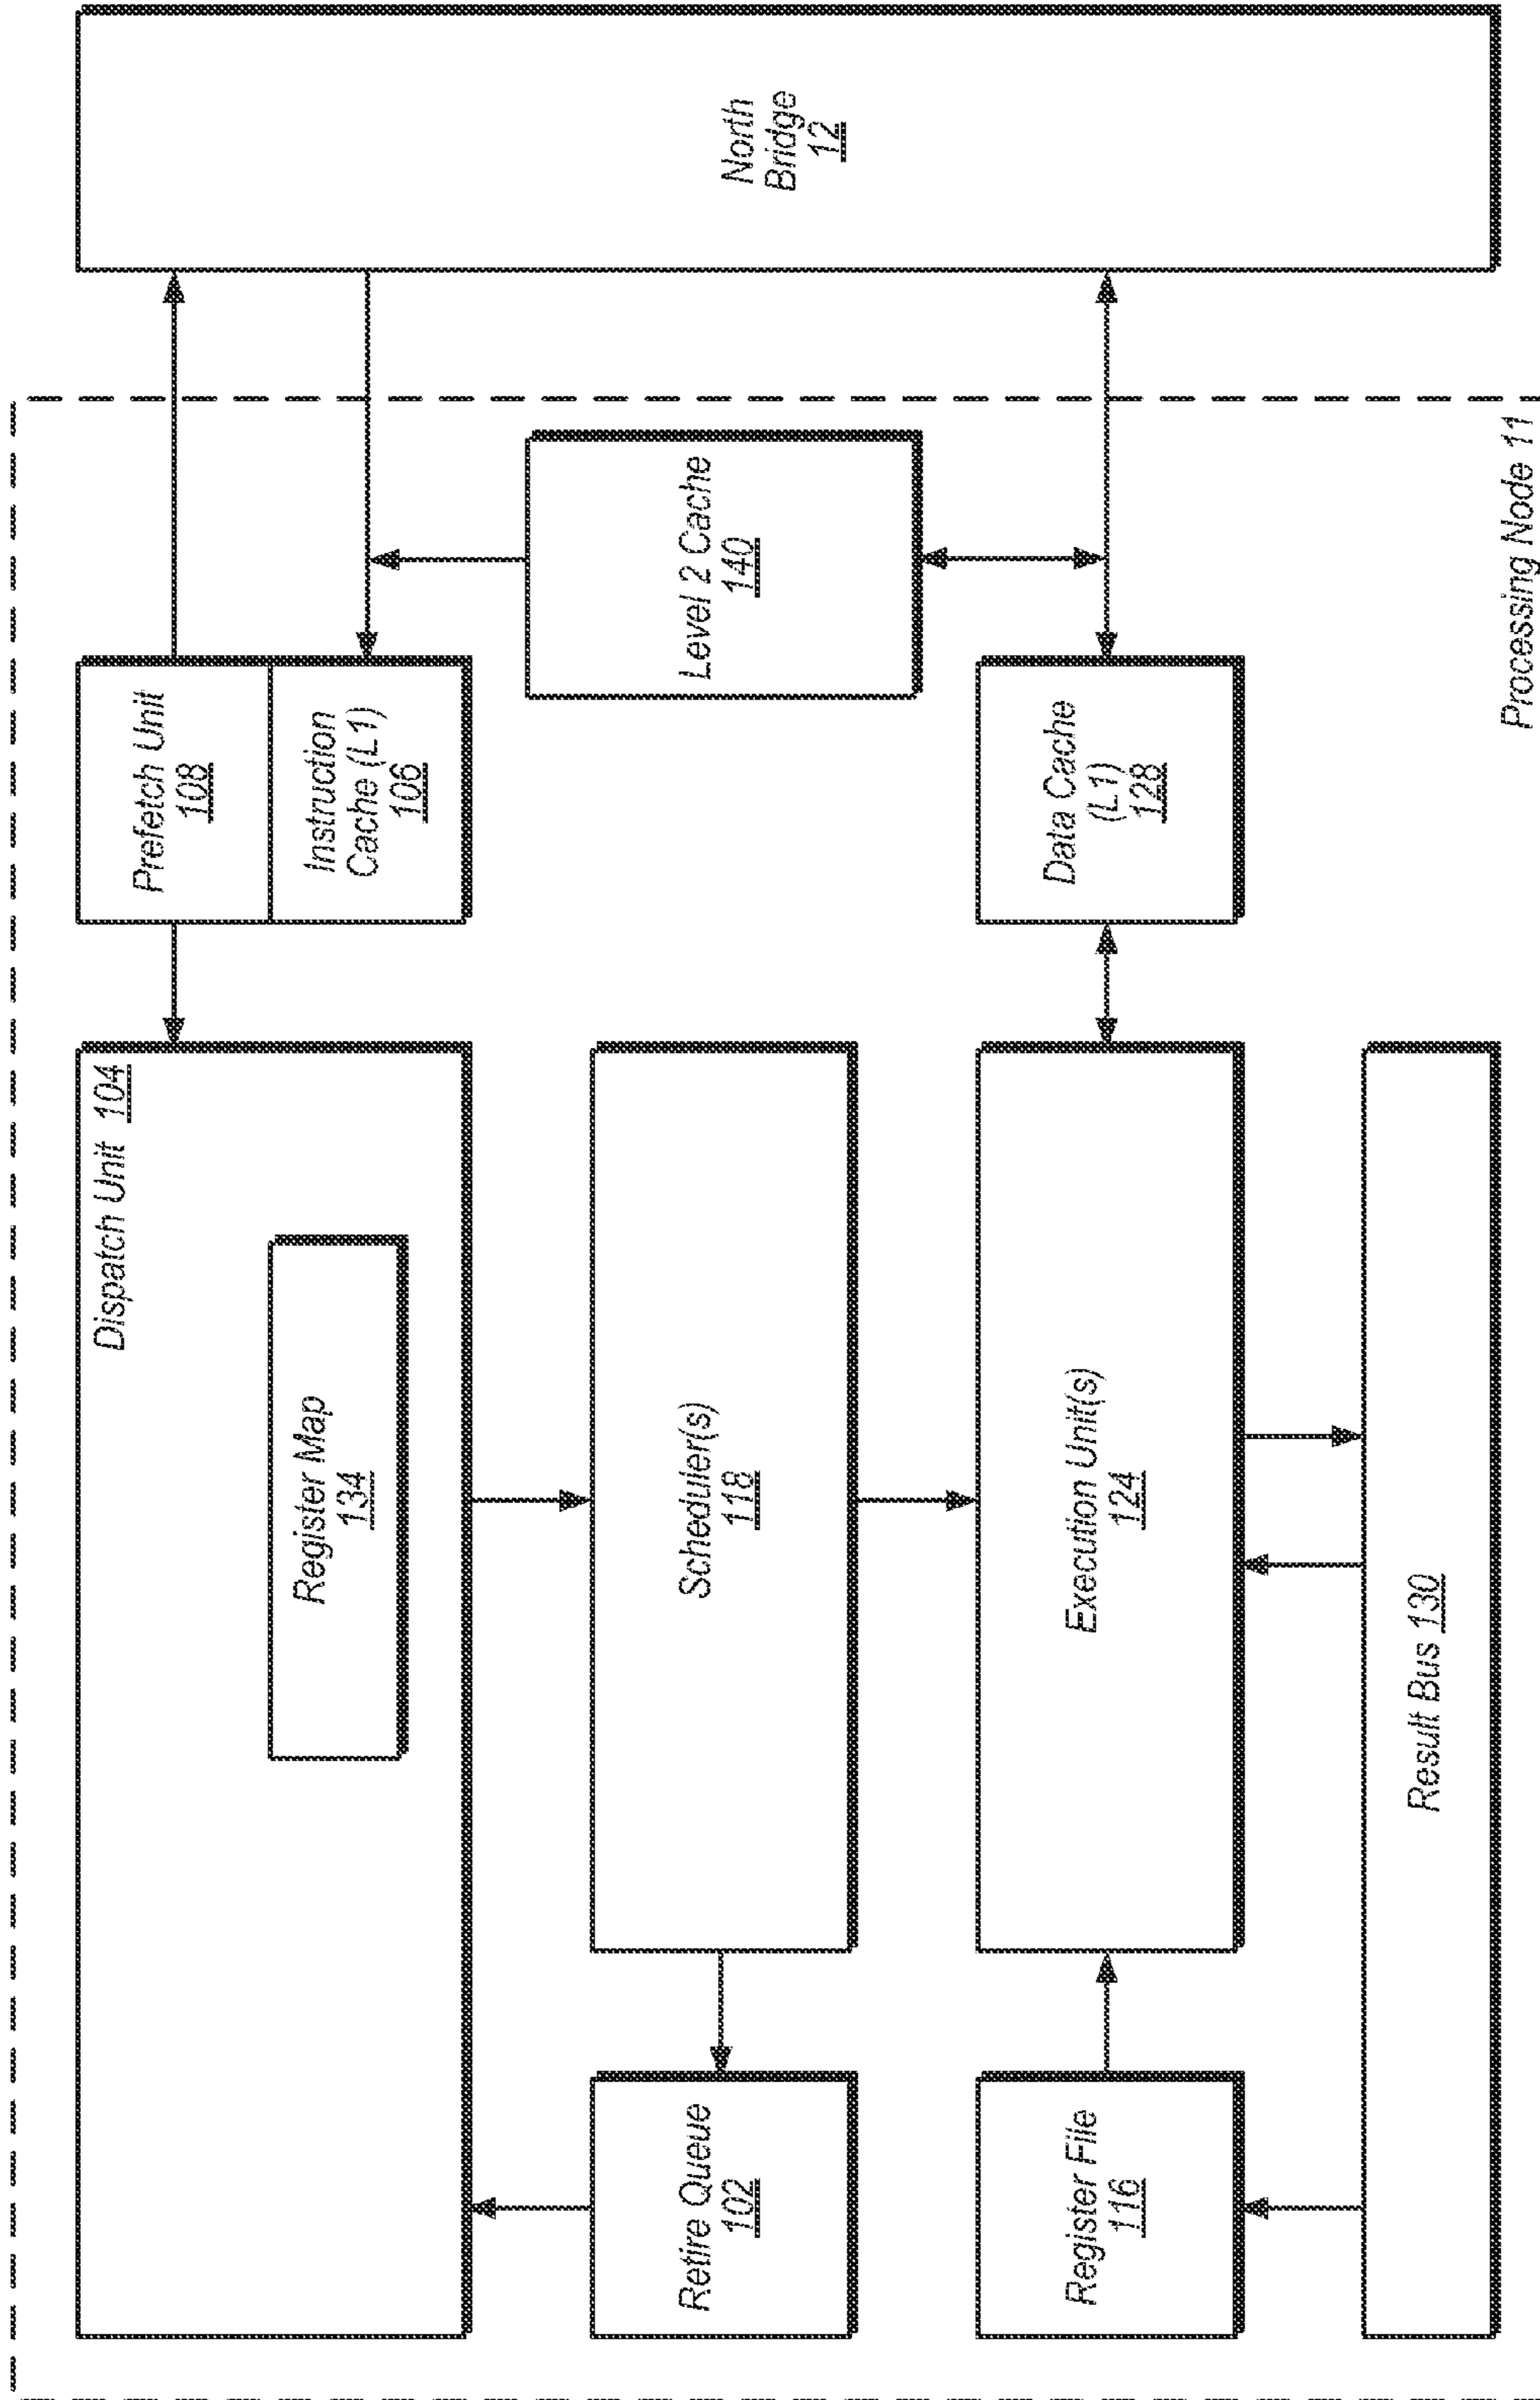 Dispatch Unit 104
Register Map
134
Prefetch Unit
108
Instruction
Cache (L1)
106
North
Bridge
12
Retire Queue
102
Scheduler(s)
118
Level 2 Cache
140
Register File
116
Execution Unit(s)
124
Data Cache
(L1)
128
Result Bus 130
Processing Node 11